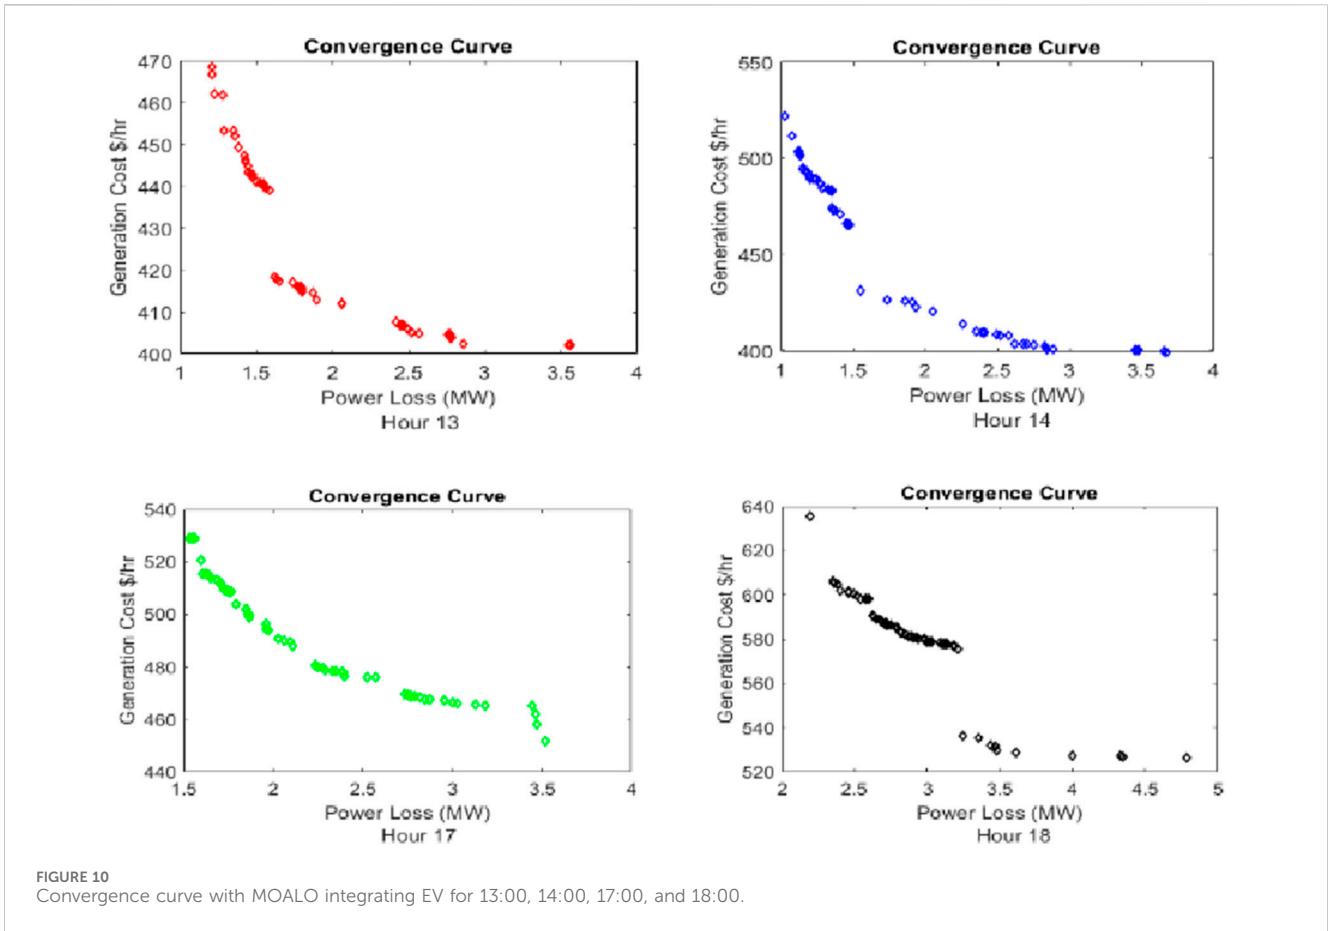 Convergence Curve
470
460
450
440
430
420
410
400
Generation Cost $/hr
1 1.5 2 2.5 3 3.5 4
Power Loss (MW)
Hour 13
Convergence Curve
550
500
450
400
Generation Cost $/hr
1 1.5 2 2.5 3 3.5 4
Power Loss (MW)
Hour 14
Convergence Curve
540
520
500
480
460
440
Generation Cost $/hr
1.5 2 2.5 3 3.5 4
Power Loss (MW)
Hour 17
Convergence Curve
640
620
600
580
560
540
520
Generation Cost $/hr
2 2.5 3 3.5 4 4.5 5
Power Loss (MW)
Hour 18
FIGURE 10
Convergence curve with MOALO integrating EV for 13:00, 14:00, 17:00, and 18:00.